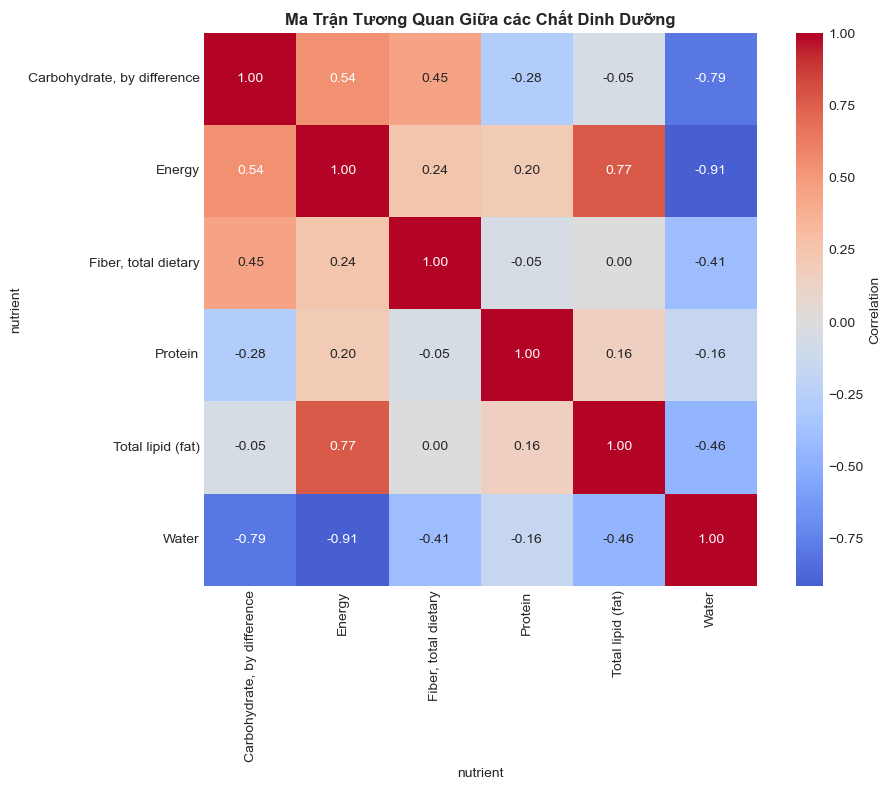 Ma Trận Tương Quan Giữa các Chất Dinh Dưỡng
Carbohydrate, by difference
1.00 0.54 0.45 -0.28 -0.05 -0.79
Energy
0.54 1.00 0.24 0.20 0.77 -0.91
Fiber, total dietary
0.45 0.24 1.00 -0.05 0.00 -0.41
Protein
-0.28 0.20 -0.05 1.00 0.16 -0.16
Total lipid (fat)
-0.05 0.77 0.00 0.16 1.00 -0.46
Water
-0.79 -0.91 -0.41 -0.16 -0.46 1.00
nutrient
Carbohydrate, by difference
Energy
Fiber, total dietary
Protein
Total lipid (fat)
Water
nutrient
1.00
0.75
0.50
0.25
0.00
−0.25
−0.50
−0.75
Correlation